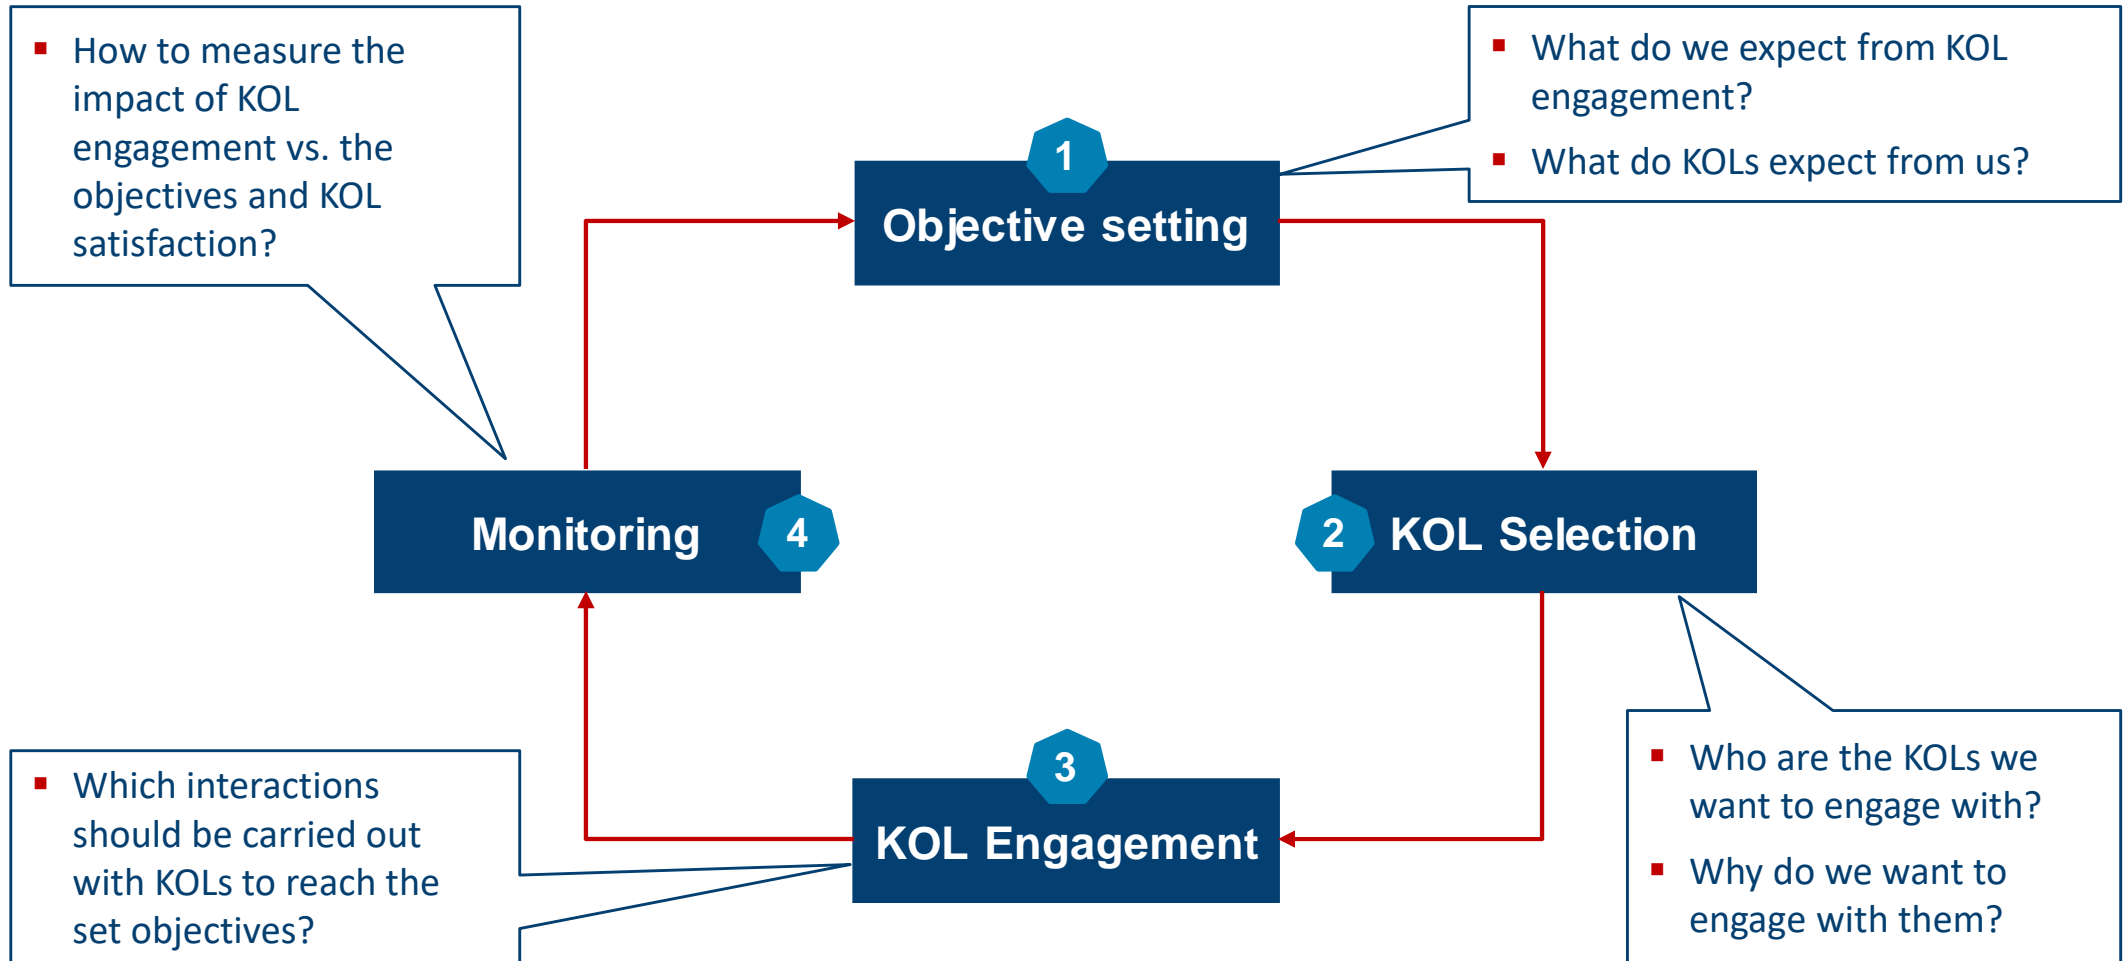 How to measure the
impact of KOL
engagement vs. the
objectives and KOL
satisfaction?
What do we expect from KOL
engagement?
What do KOLs expect from us?
1
Objective setting
Monitoring
4
2
KOL Selection
3
KOL Engagement
Which interactions
should be carried out
with KOLs to reach the
set objectives?
Who are the KOLs we
want to engage with?
Why do we want to
engage with them?